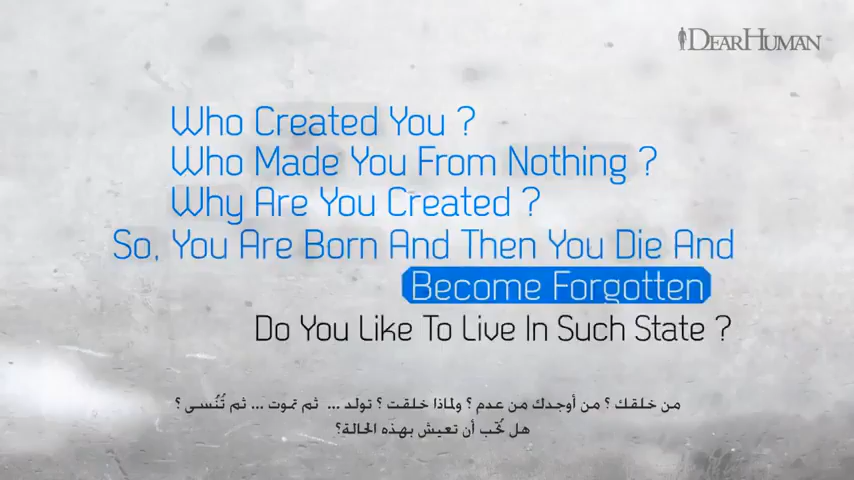 DearHuman
Who Created You ?
Who Made You From Nothing ?
Why Are You Created ?
So, You Are Born And Then You Die And
Become Forgotten
Do You Like To Live In Such State ?
من خلقك ؟ من أوجدك من عدم ؟ ولماذا خلقت ؟ تولد ... ثم تموت ... ثم تُنُسى ؟
هل تُحب أن تعيش بهذه الحالة؟